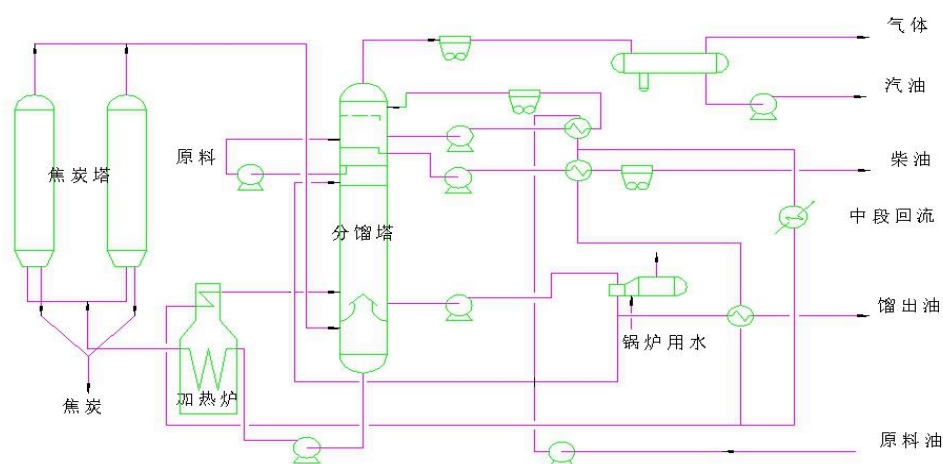 气体
汽油
原料
焦炭塔
柴油
中段回流
分馏塔
馏出油
锅炉用水
加热炉
焦炭
原料油